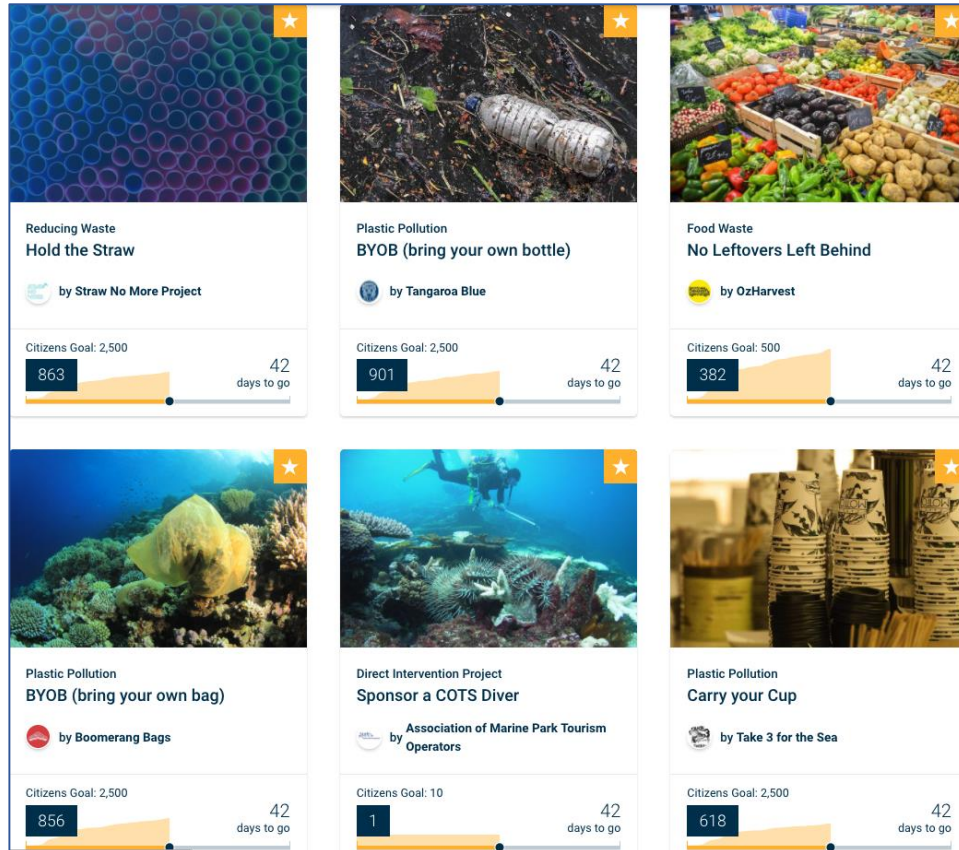 Reducing Waste
Hold the Straw
by Straw No More Project
Citizens Goal: 2,500
863
42
days to go
Plastic Pollution
BYOB (bring your own bottle)
by Tangaroa Blue
Citizens Goal: 2,500
901
42
days to go
Food Waste
No Leftovers Left Behind
by OzHarvest
Citizens Goal: 500
382
42
days to go
Plastic Pollution
BYOB (bring your own bag)
by Boomerang Bags
Citizens Goal: 2,500
856
42
days to go
Direct Intervention Project
Sponsor a COTS Diver
by Association of Marine Park Tourism
Operators
Citizens Goal: 10
1
42
days to go
Plastic Pollution
Carry your Cup
by Take 3 for the Sea
Citizens Goal: 2,500
618
42
days to go